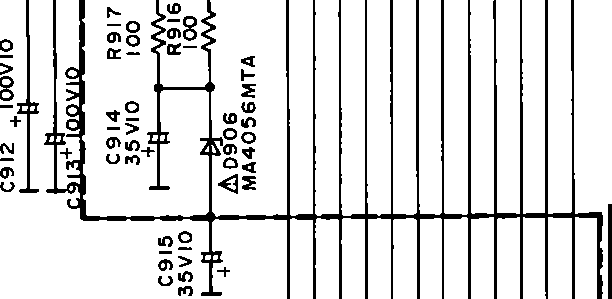 C912
100V10
+
C913
100V10
+
R917
100
R916
100
C914
35V10
+
D906
MA4056MTA
C915
35V10
+